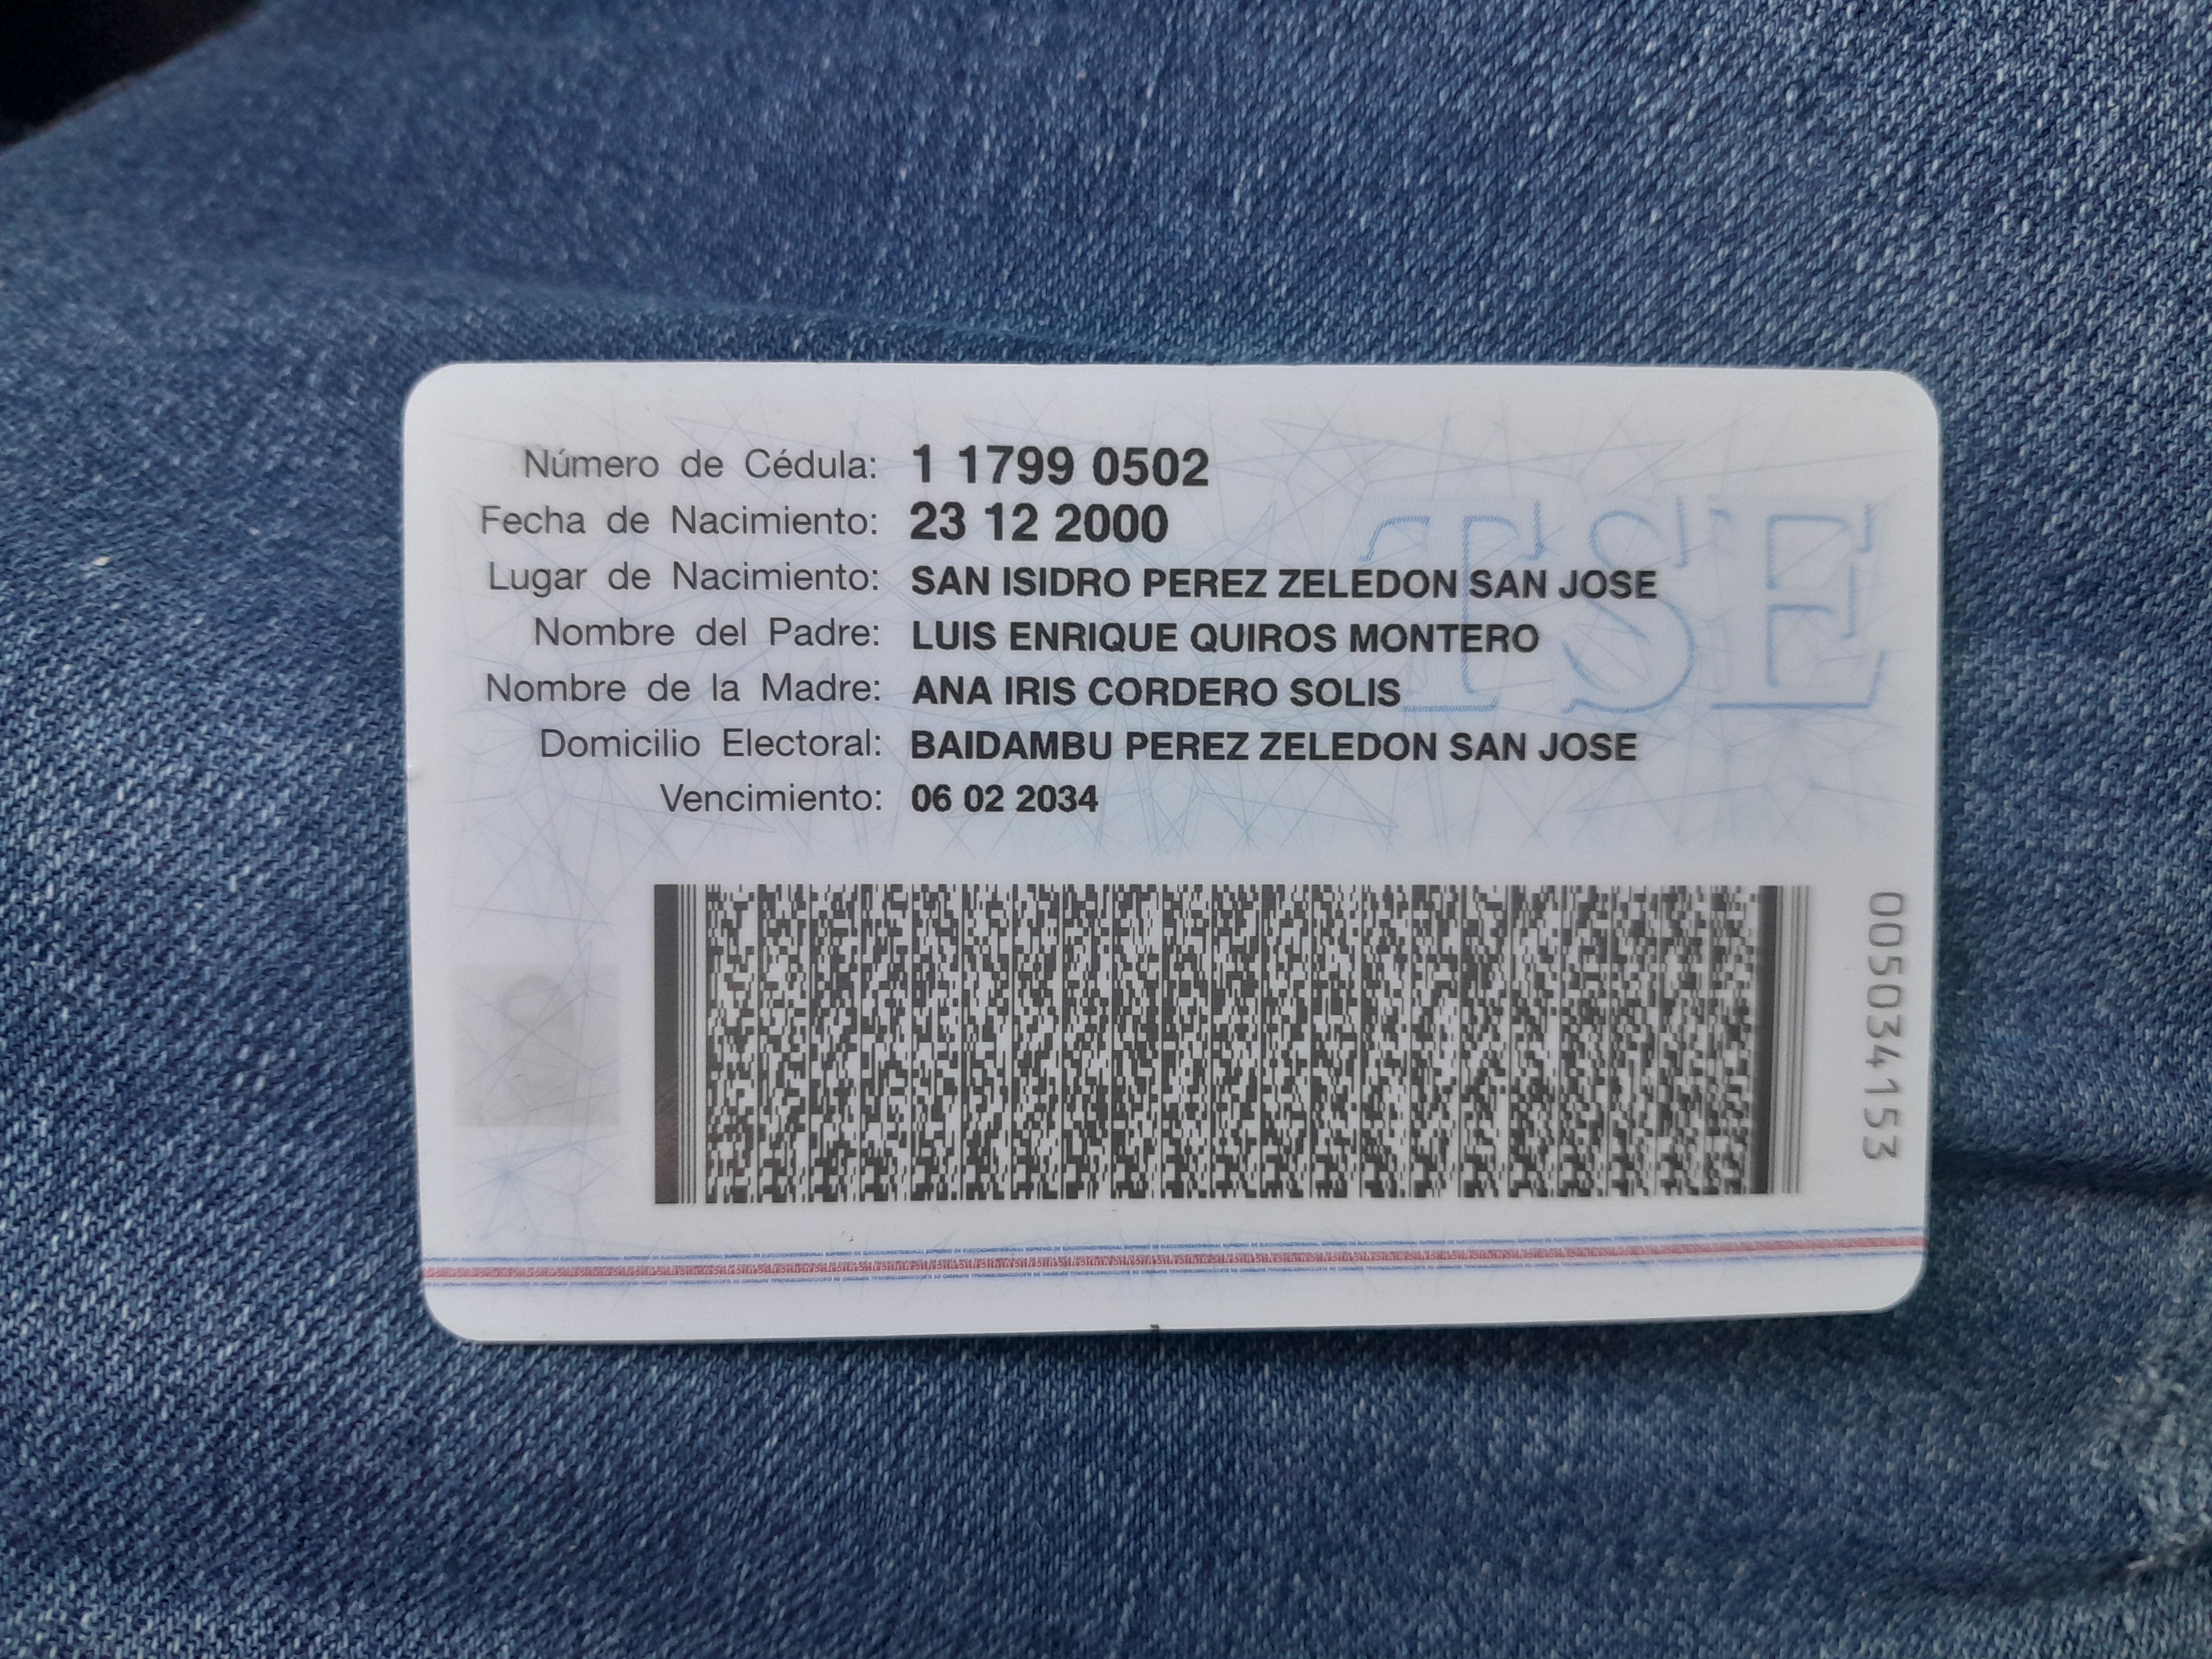 Número de Cédula: 1 1799 0502
Fecha de Nacimiento: 23 12 2000
Lugar de Nacimiento: SAN ISIDRO PEREZ ZELEDON SAN JOSE
Nombre del Padre: LUIS ENRIQUE QUIROS MONTERO
Nombre de la Madre: ANA IRIS CORDERO SOLIS
Domicilio Electoral: BAIDAMBU PEREZ ZELEDON SAN JOSE
Vencimiento: 06 02 2034
TSE
005034153